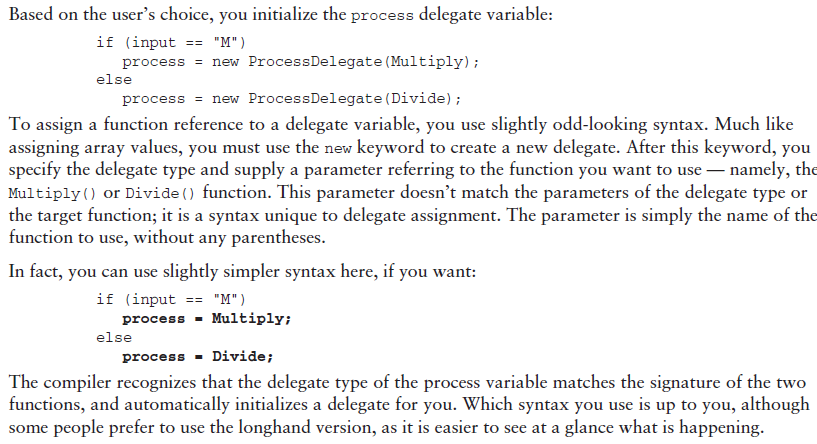 Based on the user’s choice, you initialize the process delegate variable:
if (input == "M")
process = new ProcessDelegate(Multiply);
else
process = new ProcessDelegate(Divide);
To assign a function reference to a delegate variable, you use slightly odd-looking syntax. Much like
assigning array values, you must use the new keyword to create a new delegate. After this keyword, you
specify the delegate type and supply a parameter referring to the function you want to use — namely, the
Multiply() or Divide() function. This parameter doesn’t match the parameters of the delegate type or
the target function; it is a syntax unique to delegate assignment. The parameter is simply the name of the
function to use, without any parentheses.
In fact, you can use slightly simpler syntax here, if you want:
if (input == "M")
process = Multiply;
else
process = Divide;
The compiler recognizes that the delegate type of the process variable matches the signature of the two
functions, and automatically initializes a delegate for you. Which syntax you use is up to you, although
some people prefer to use the longhand version, as it is easier to see at a glance what is happening.